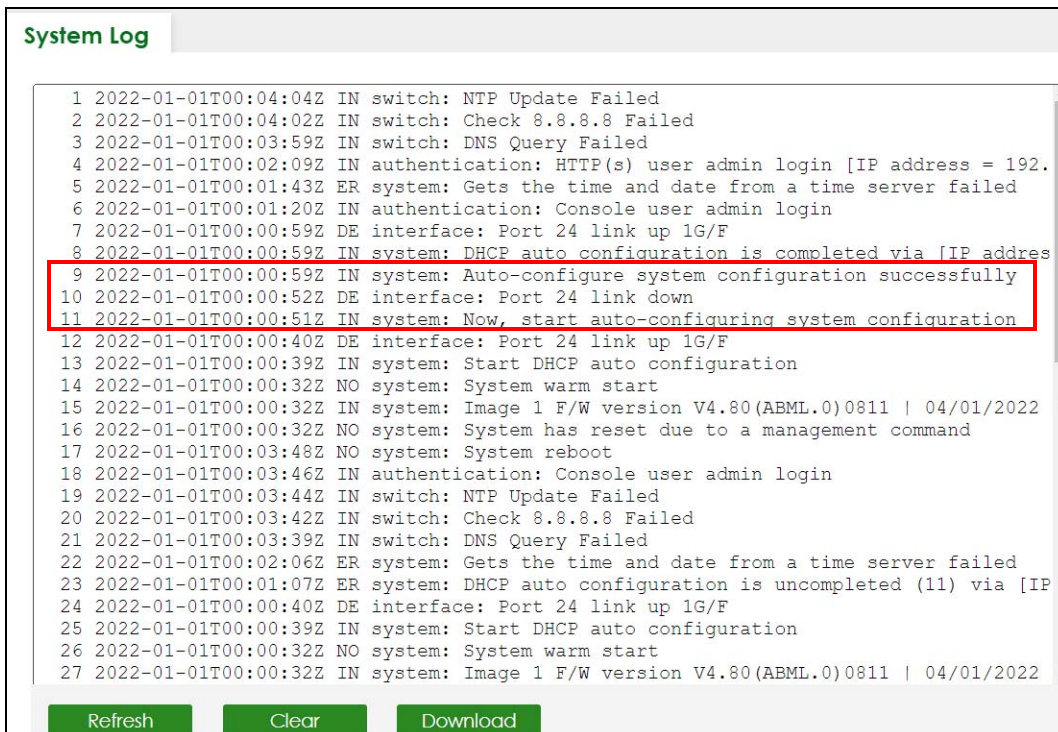 System Log
1 2022-01-01T00:04:04Z IN switch: NTP Update Failed
2 2022-01-01T00:04:02Z IN switch: Check 8.8.8.8 Failed
3 2022-01-01T00:03:59Z IN switch: DNS Query Failed
4 2022-01-01T00:02:09Z IN authentication: HTTP(s) user admin login [IP address = 192.
5 2022-01-01T00:01:43Z ER system: Gets the time and date from a time server failed
6 2022-01-01T00:01:20Z IN authentication: Console user admin login
7 2022-01-01T00:00:59Z DE interface: Port 24 link up 1G/F
8 2022-01-01T00:00:59Z IN system: DHCP auto configuration is completed via [IP addres
9 2022-01-01T00:00:59Z IN system: Auto-configure system configuration successfully
10 2022-01-01T00:00:52Z DE interface: Port 24 link down
11 2022-01-01T00:00:51Z IN system: Now, start auto-configuring system configuration
12 2022-01-01T00:00:40Z DE interface: Port 24 link up 1G/F
13 2022-01-01T00:00:39Z IN system: Start DHCP auto configuration
14 2022-01-01T00:00:32Z NO system: System warm start
15 2022-01-01T00:00:32Z IN system: Image 1 F/W version V4.80(ABML.0)0811 | 04/01/2022
16 2022-01-01T00:00:32Z NO system: System has reset due to a management command
17 2022-01-01T00:03:48Z NO system: System reboot
18 2022-01-01T00:03:46Z IN authentication: Console user admin login
19 2022-01-01T00:03:44Z IN switch: NTP Update Failed
20 2022-01-01T00:03:42Z IN switch: Check 8.8.8.8 Failed
21 2022-01-01T00:03:39Z IN switch: DNS Query Failed
22 2022-01-01T00:02:06Z ER system: Gets the time and date from a time server failed
23 2022-01-01T00:01:07Z ER system: DHCP auto configuration is uncompleted (11) via [IP
24 2022-01-01T00:00:40Z DE interface: Port 24 link up 1G/F
25 2022-01-01T00:00:39Z IN system: Start DHCP auto configuration
26 2022-01-01T00:00:32Z NO system: System warm start
27 2022-01-01T00:00:32Z IN system: Image 1 F/W version V4.80(ABML.0)0811 | 04/01/2022
Refresh Clear Download